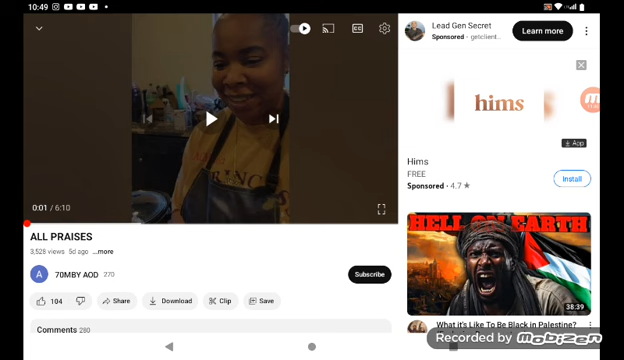 10:49
Lead Gen Secret
Sponsored · getclient...
Learn more
hims
App
Hims
FREE
Sponsored · 4.7 ★
Install
0:01 / 6:10
ALL PRAISES
3,528 views 5d ago ...more
A 70MBY AOD 270
Subscribe
104 Share Download Clip Save
Comments 280
HELL ON EARTH
38:39
What it's Like To Be Black in Palestine?
Recorded by mobizen